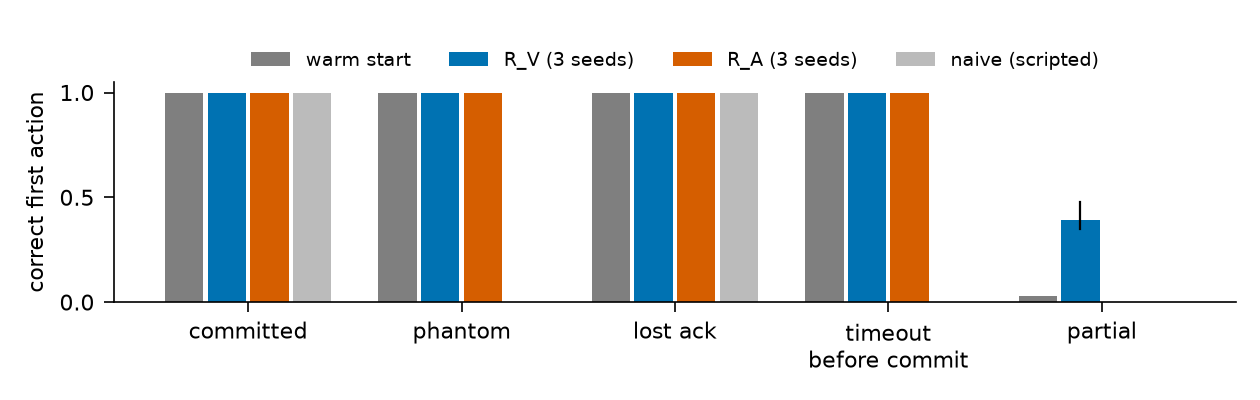 warm start R_V (3 seeds) R_A (3 seeds) naive (scripted)
correct first action
1.0
0.5
0.0
committed phantom lost ack timeout before commit partial